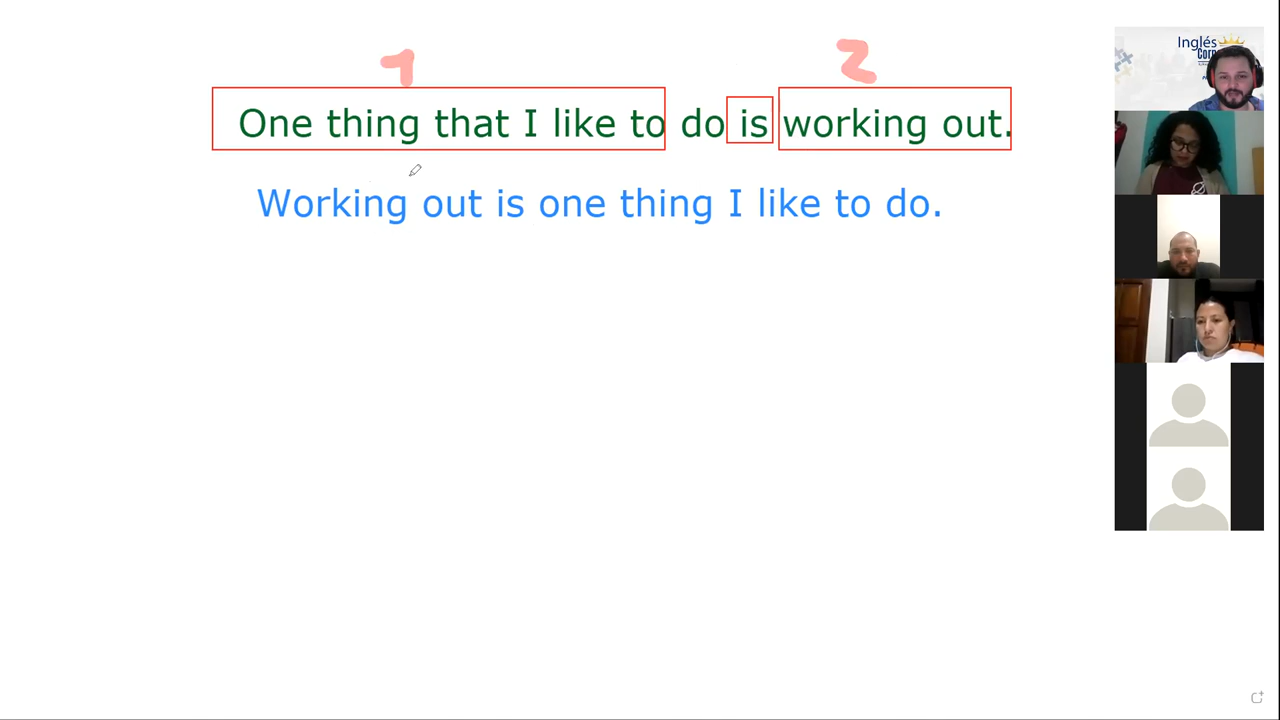 1 2
One thing that I like to do is working out.
Working out is one thing I like to do.
Inglés